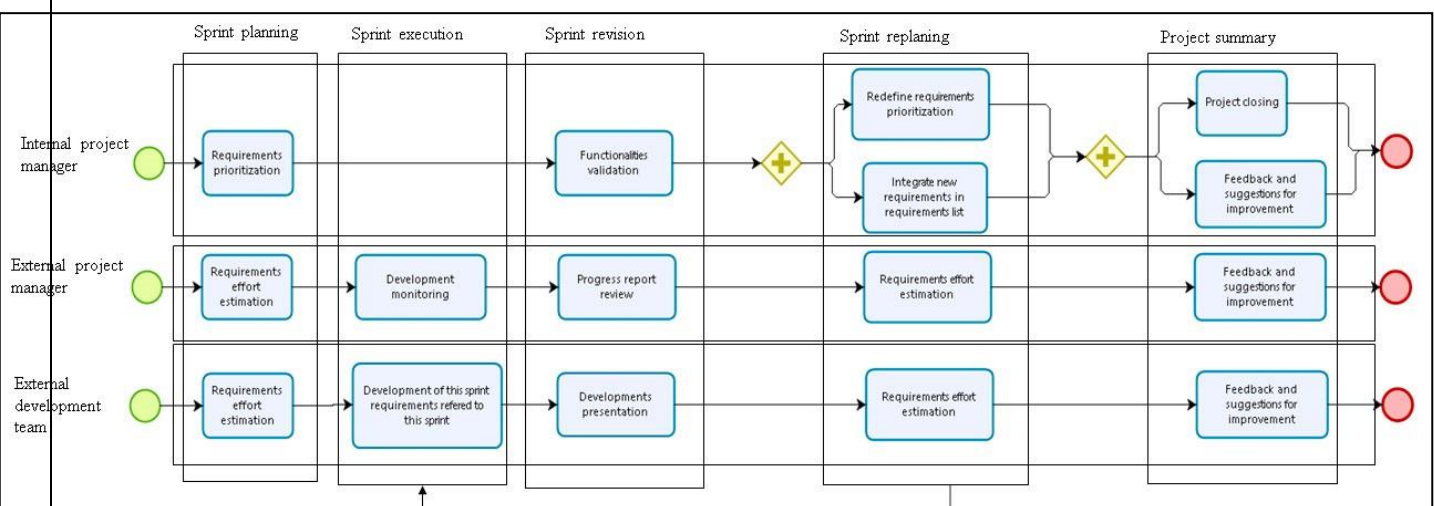 Sprint planning
Sprint execution
Sprint revision
Sprint replaning
Project summary
Internal project
manager
Requirements
prioritization
Functionalities
validation
Redefine requirements
prioritization
Integrate new
requirements in
requirements list
Project closing
Feedback and
suggestions for
improvement
External project
manager
Requirements
effort
estimation
Development
monitoring
Progress report
review
Requirements effort
estimation
Feedback and
suggestions for
improvement
External
development
team
Requirements
effort
estimation
Development of this sprint
requirements refered to
this sprint
Developments
presentation
Requirements effort
estimation
Feedback and
suggestions for
improvement